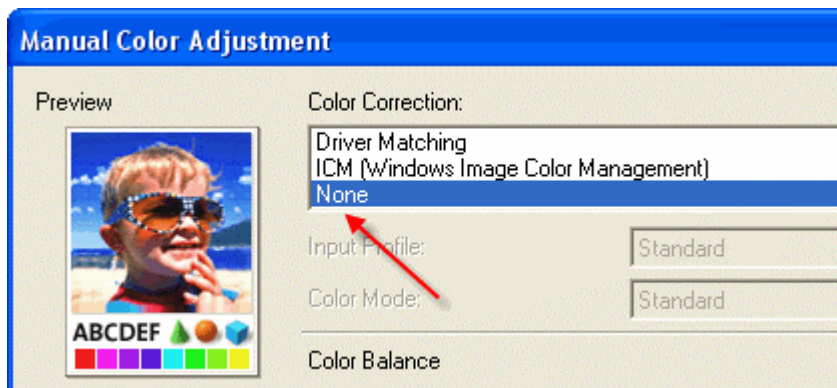 Manual Color Adjustment
Preview
Color Correction:
Driver Matching
ICM (Windows Image Color Management)
None
Input Profile:
Standard
Color Mode:
Standard
ABCDEF
Color Balance